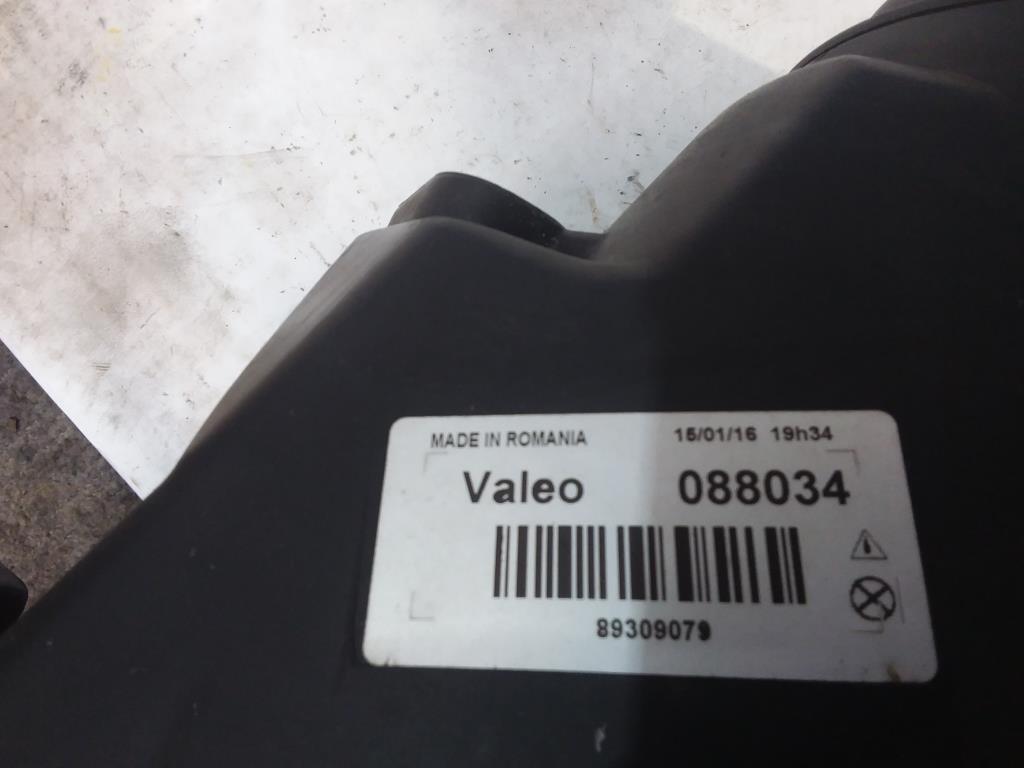 MADE IN ROMANIA 15/01/16 19h34
Valeo 088034
89309079